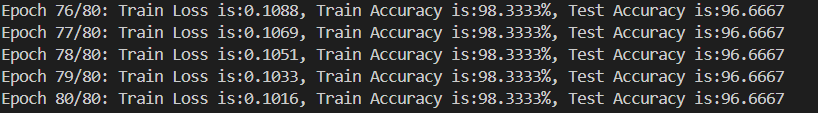 Epoch 76/80: Train Loss is:0.1088, Train Accuracy is:98.3333%, Test Accuracy is:96.6667
Epoch 77/80: Train Loss is:0.1069, Train Accuracy is:98.3333%, Test Accuracy is:96.6667
Epoch 78/80: Train Loss is:0.1051, Train Accuracy is:98.3333%, Test Accuracy is:96.6667
Epoch 79/80: Train Loss is:0.1033, Train Accuracy is:98.3333%, Test Accuracy is:96.6667
Epoch 80/80: Train Loss is:0.1016, Train Accuracy is:98.3333%, Test Accuracy is:96.6667